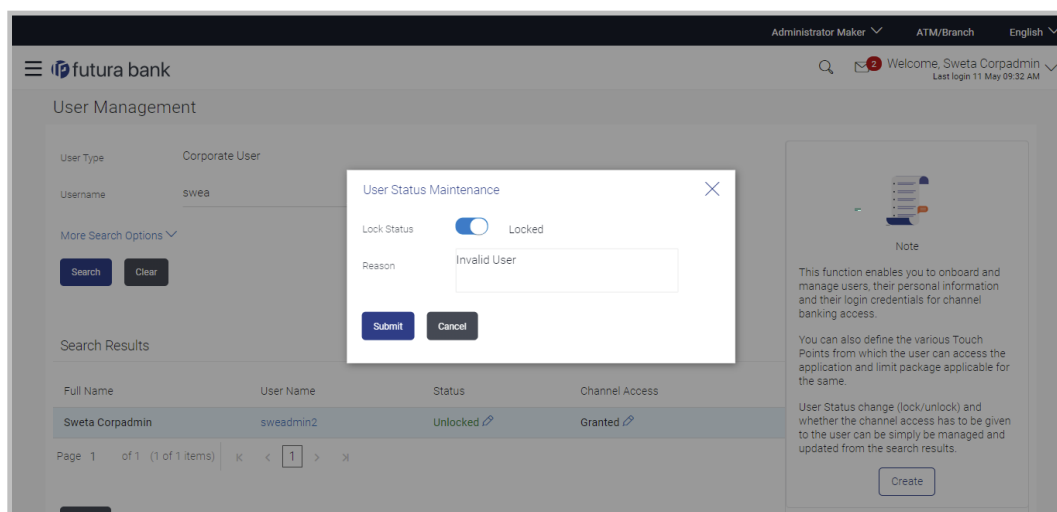 Administrator Maker ATM/Branch English
futura bank
2 Welcome, Sweta Corpadmin
Last login 11 May 09:32 AM
User Management
User Type Corporate User
Username swea
More Search Options
Search Clear
User Status Maintenance
Lock Status Locked
Reason Invalid User
Submit Cancel
Note
This function enables you to onboard and
manage users, their personal information
and their login credentials for channel
banking access.
You can also define the various Touch
Points from which the user can access the
application and limit package applicable for
the same.
User Status change (lock/unlock) and
whether the channel access has to be given
to the user can be simply be managed and
updated from the search results.
Create
Search Results
Full Name User Name Status Channel Access
Sweta Corpadmin sweadmin2 Unlocked Granted
Page 1 of 1 (1 of 1 items) 1